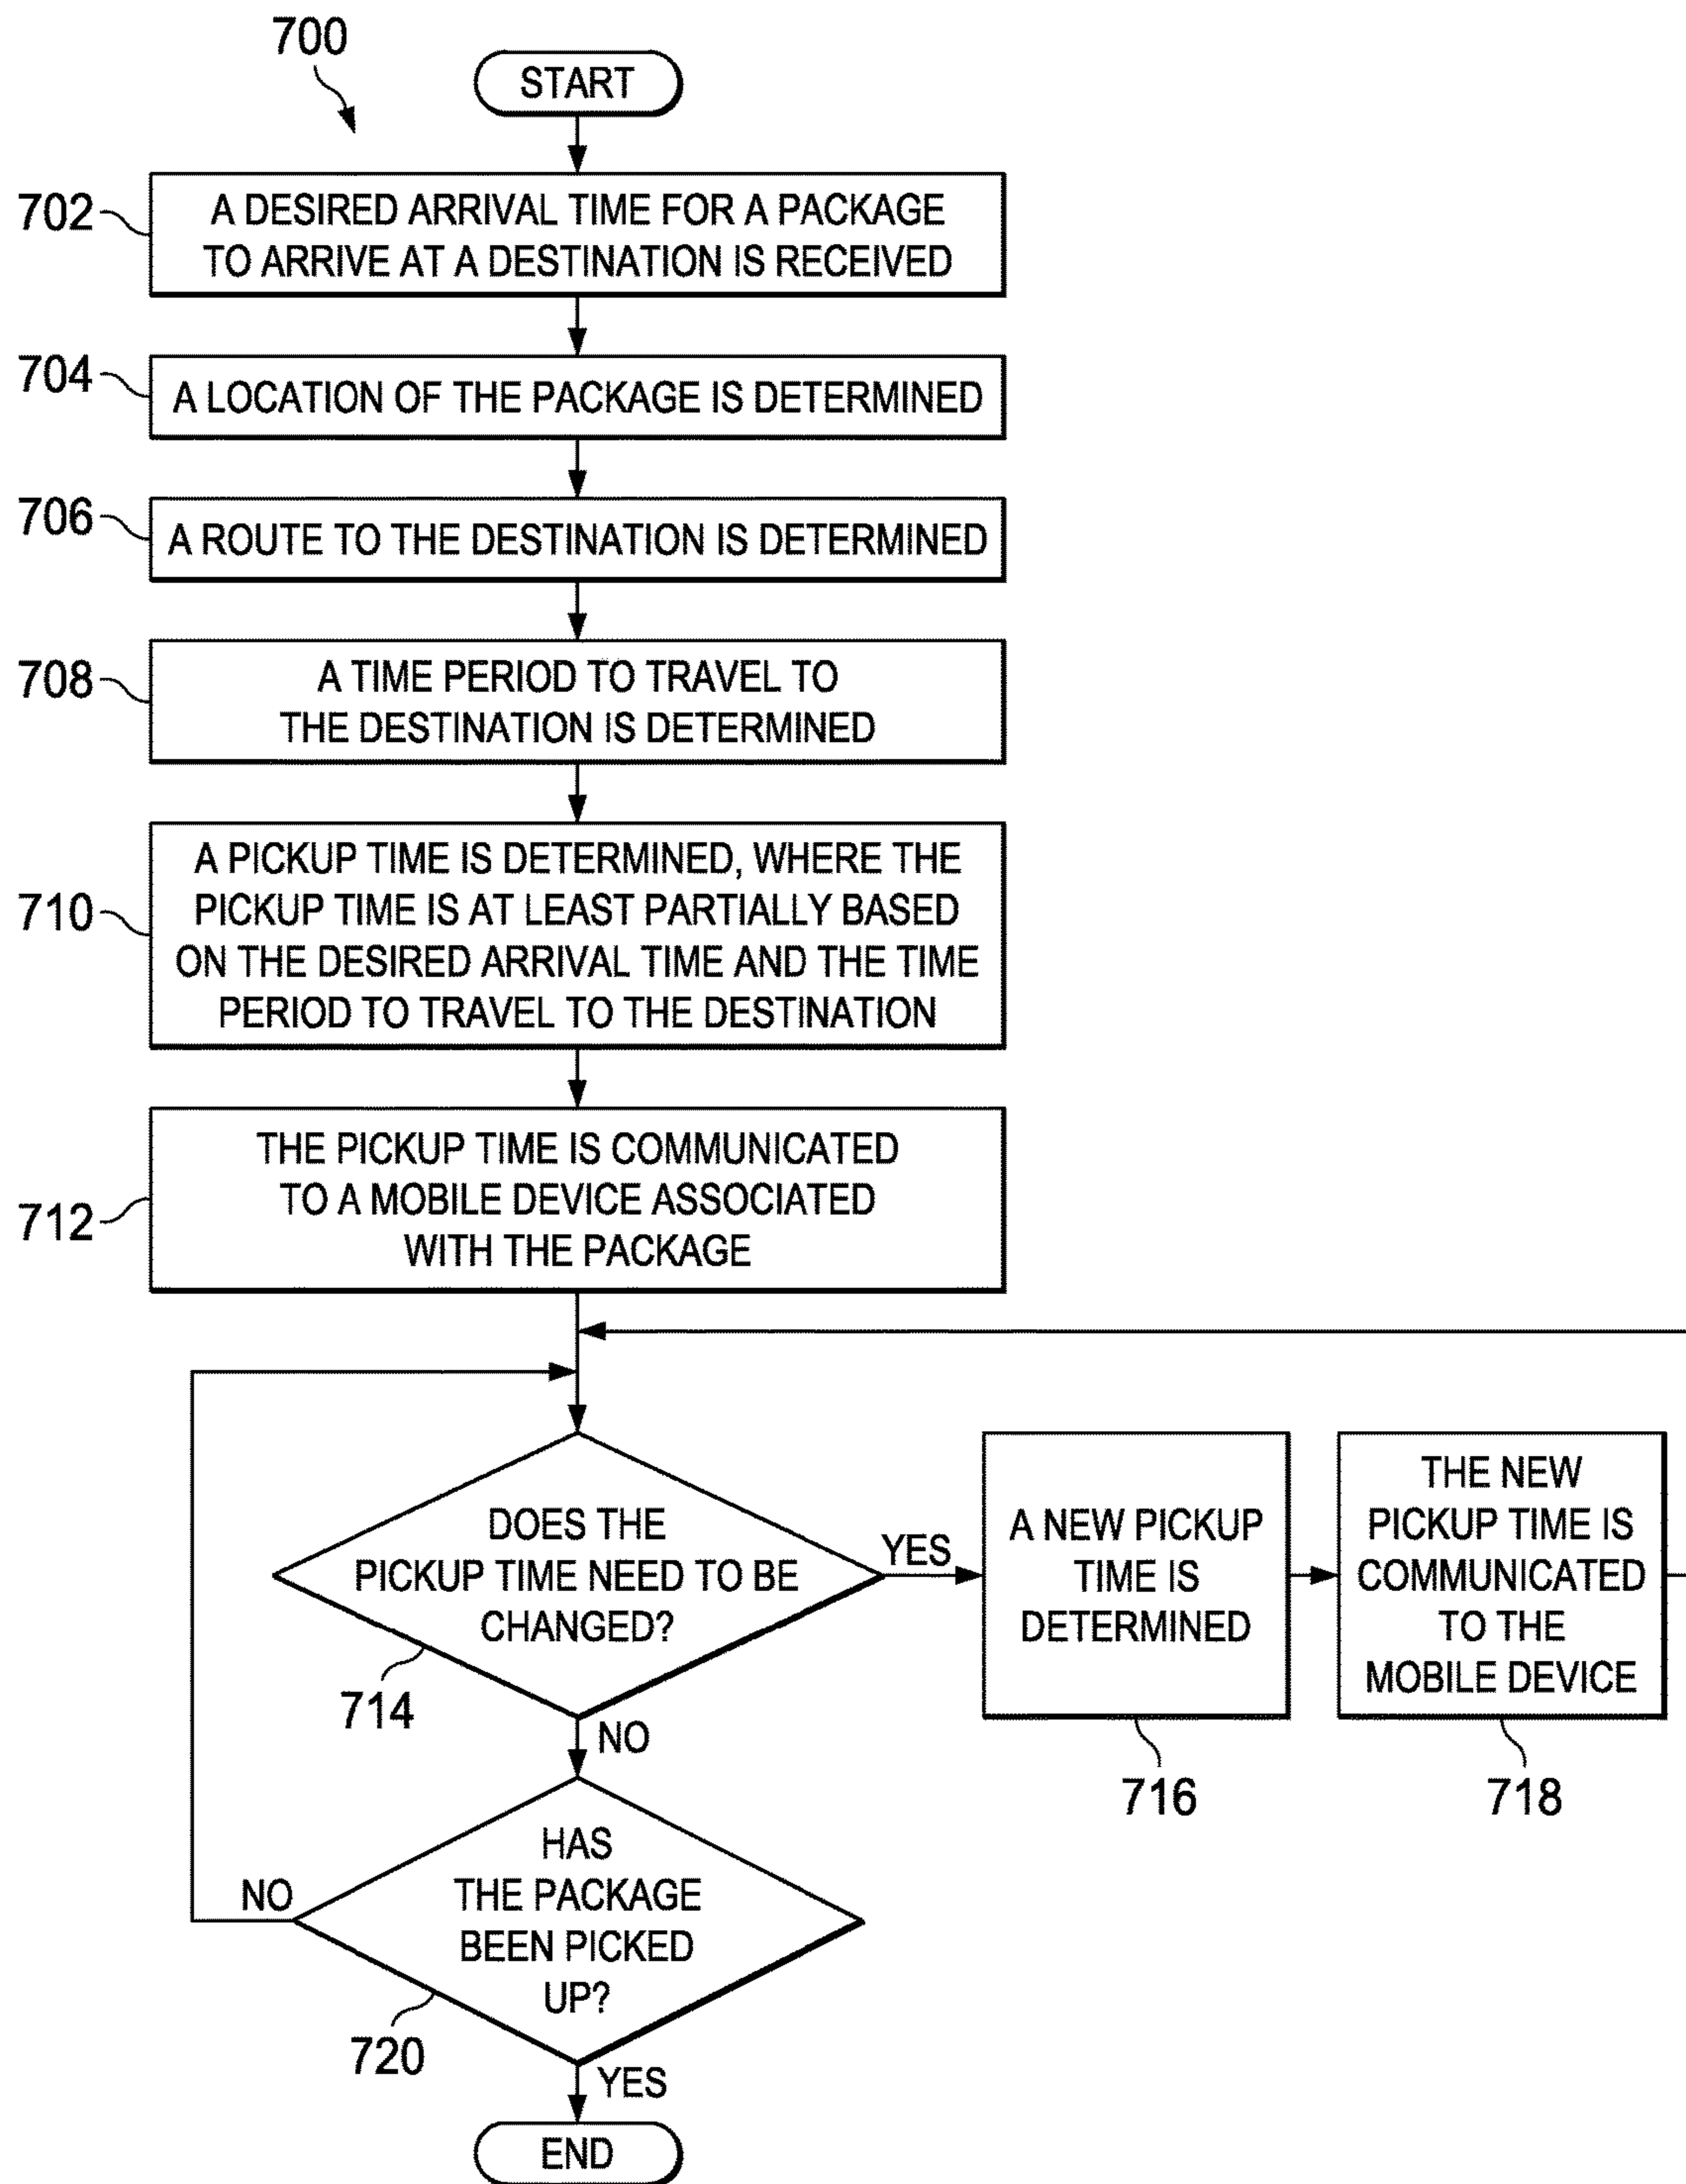 700
START
702
A DESIRED ARRIVAL TIME FOR A PACKAGE
TO ARRIVE AT A DESTINATION IS RECEIVED
704
A LOCATION OF THE PACKAGE IS DETERMINED
706
A ROUTE TO THE DESTINATION IS DETERMINED
708
A TIME PERIOD TO TRAVEL TO
THE DESTINATION IS DETERMINED
710
A PICKUP TIME IS DETERMINED, WHERE THE
PICKUP TIME IS AT LEAST PARTIALLY BASED
ON THE DESIRED ARRIVAL TIME AND THE TIME
PERIOD TO TRAVEL TO THE DESTINATION
712
THE PICKUP TIME IS COMMUNICATED
TO A MOBILE DEVICE ASSOCIATED
WITH THE PACKAGE
DOES THE
PICKUP TIME NEED TO BE
CHANGED?
714
YES
A NEW PICKUP
TIME IS
DETERMINED
716
THE NEW
PICKUP TIME IS
COMMUNICATED
TO THE
MOBILE DEVICE
718
NO
HAS
THE PACKAGE
BEEN PICKED
UP?
720
NO
YES
END